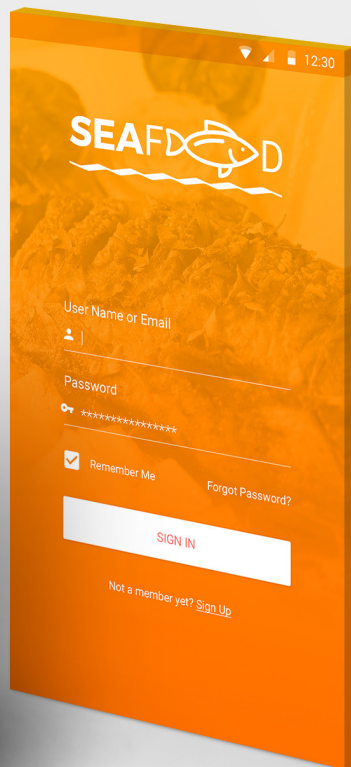 12:30
SEAFOOD
User Name or Email
Password
***************
Remember Me
Forgot Password?
SIGN IN
Not a member yet? Sign Up